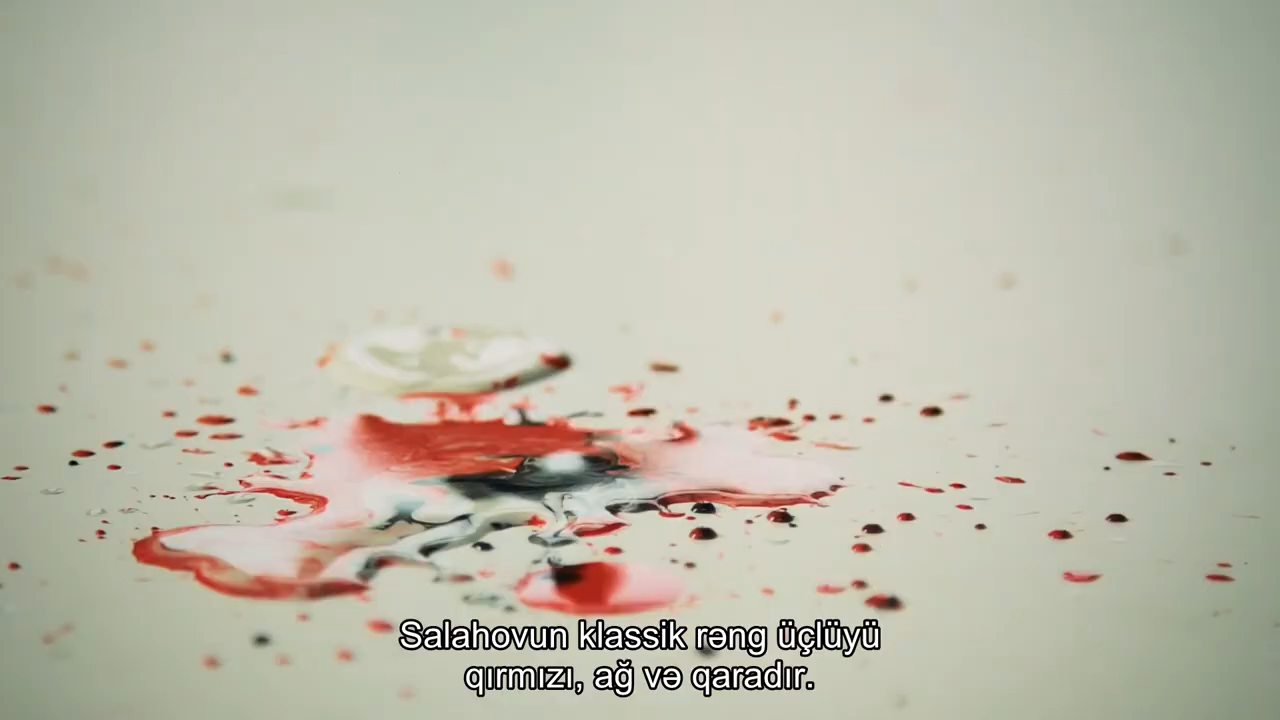 Salahovun klassik rəng üçlüyü
qırmızı, ağ və qaradır.